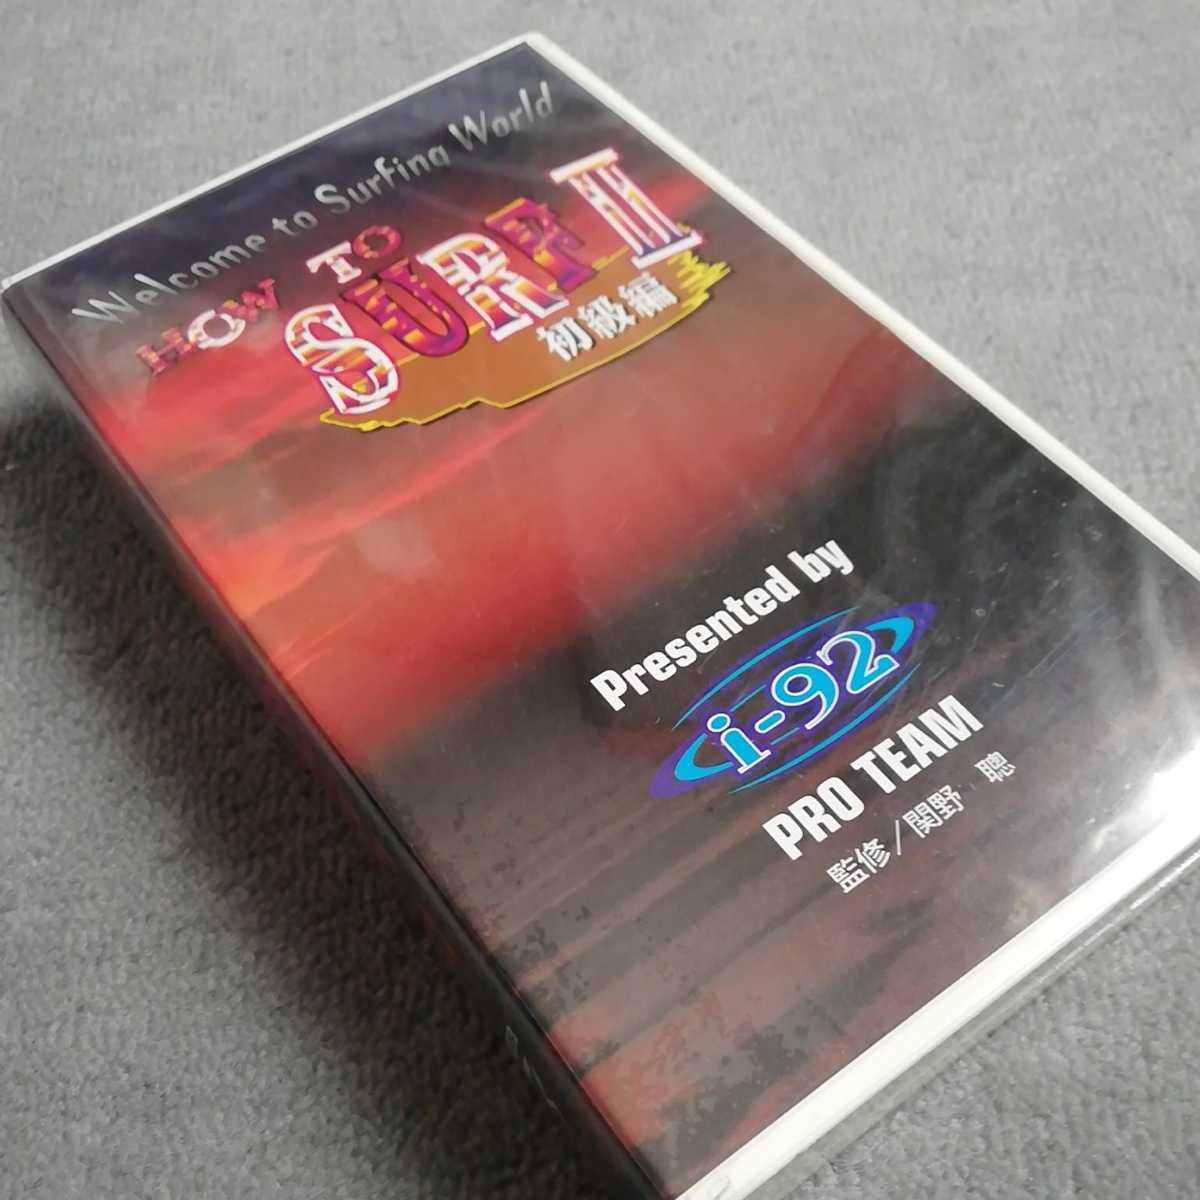 Welcome to Surfing World
HOW TO
SURF II
初級編
Presented by
i-92
PRO TEAM
監修/関野 聰